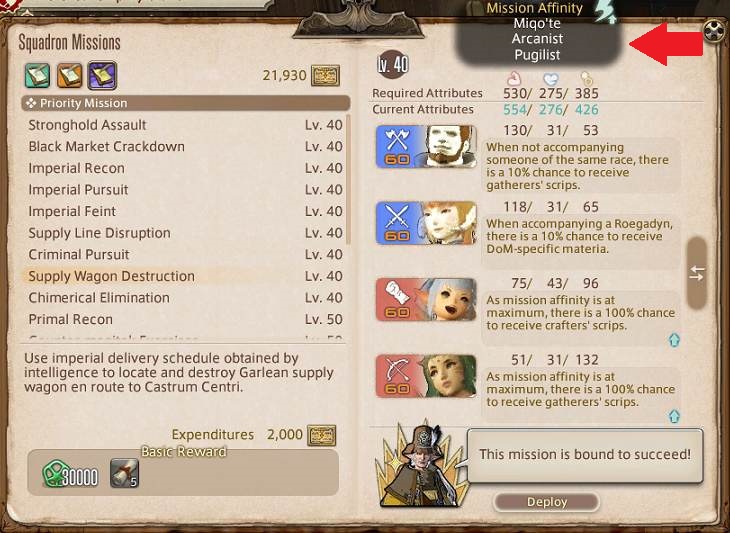 Mission Affinity
Miqo'te
Arcanist
Pugilist
Squadron Missions
21,930
Priority Mission
Stronghold Assault Lv. 40
Black Market Crackdown Lv. 40
Imperial Recon Lv. 40
Imperial Pursuit Lv. 40
Imperial Feint Lv. 40
Supply Line Disruption Lv. 40
Criminal Pursuit Lv. 40
Supply Wagon Destruction Lv. 40
Chimerical Elimination Lv. 40
Primal Recon Lv. 50
Use imperial delivery schedule obtained by
intelligence to locate and destroy Garlean supply
wagon en route to Castrum Centri.
Expenditures 2,000
Basic Reward
30000
5
Lv. 40
Required Attributes 530/ 275/ 385
Current Attributes 554/ 276/ 426
60
130/ 31/ 53
When not accompanying
someone of the same race, there
is a 10% chance to receive
gatherers' scrips.
60
118/ 31/ 65
When accompanying a Roegadyn,
there is a 10% chance to receive
DoM-specific materia.
60
75/ 43/ 96
As mission affinity is at
maximum, there is a 100% chance
to receive crafters' scrips.
60
51/ 31/ 132
As mission affinity is at
maximum, there is a 100% chance
to receive gatherers' scrips.
This mission is bound to succeed!
Deploy